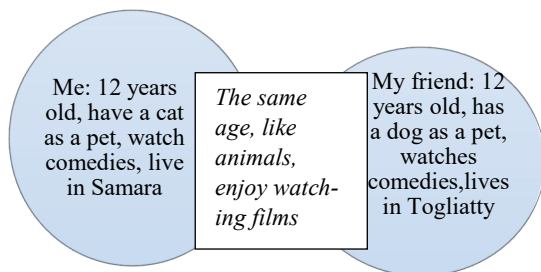 Me: 12 years
old, have a cat
as a pet, watch
comedies, live
in Samara
The same
age, like
animals,
enjoy watch-
ing films
My friend: 12
years old, has
a dog as a pet,
watches
comedies,lives
in Togliatty